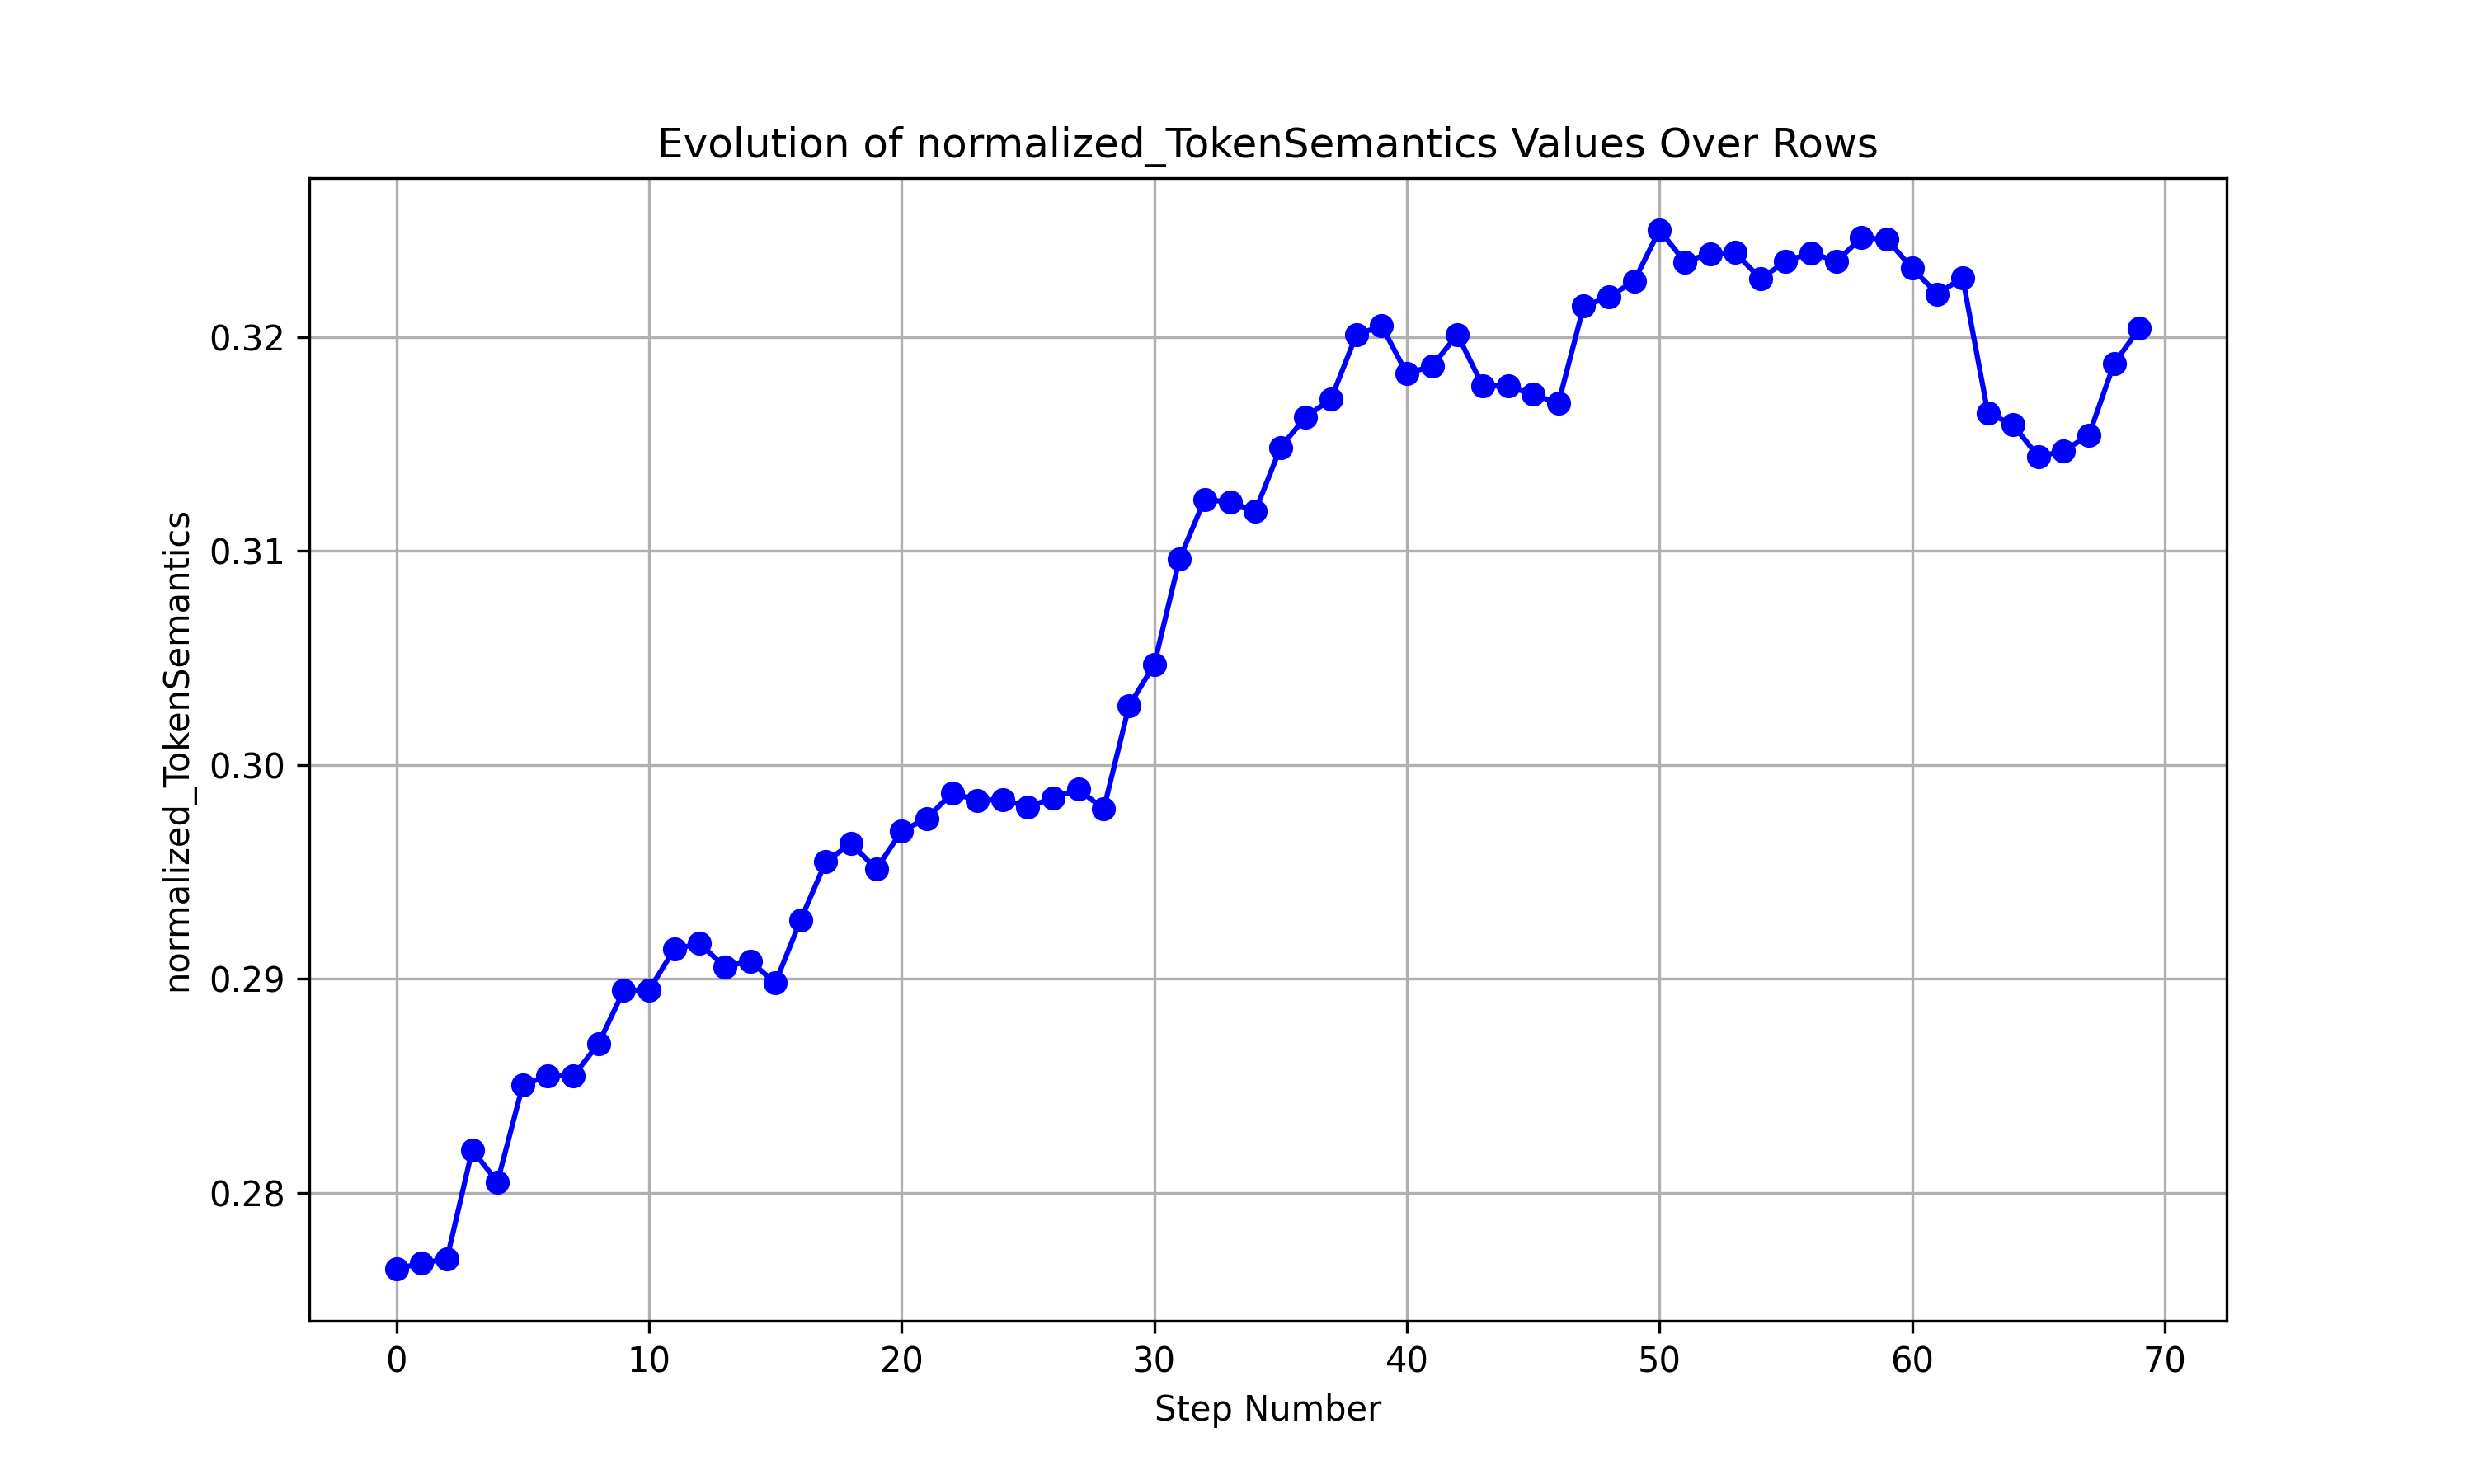 Evolution of normalized_TokenSemantics Values Over Rows
normalized_TokenSemantics
0.32
0.31
0.30
0.29
0.28
0 10 20 30 40 50 60 70
Step Number